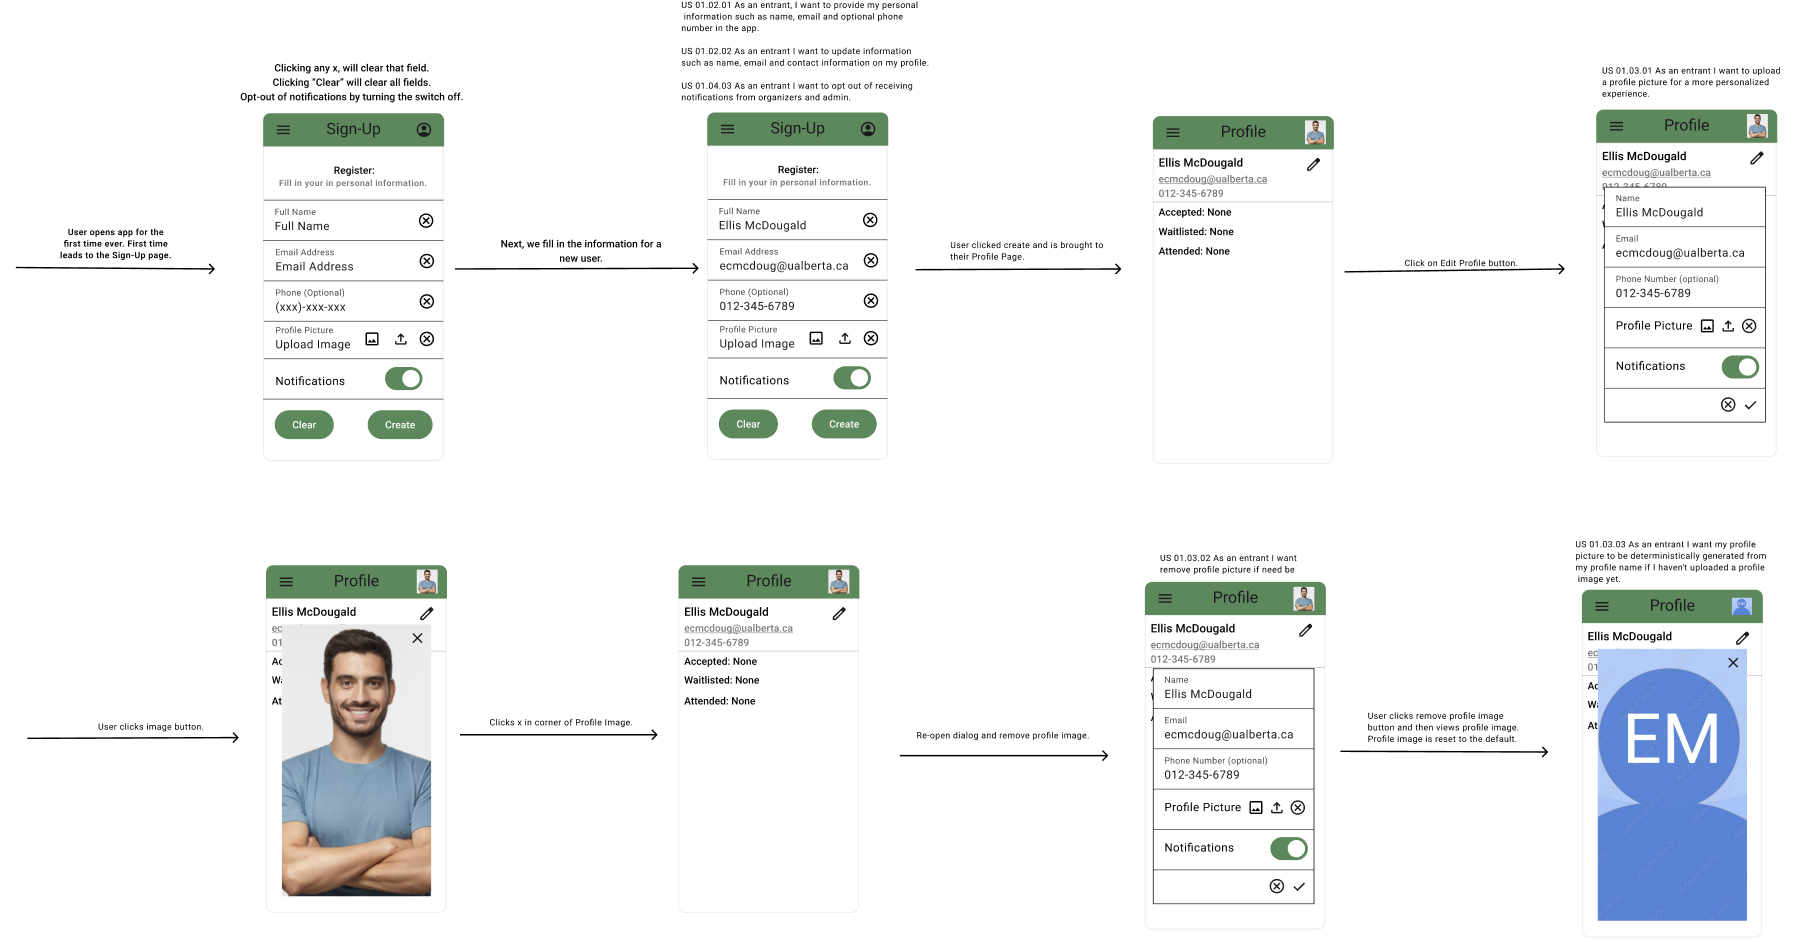 US 01.02.01 As an entrant, I want to provide my personal
information such as name, email and optional phone
number in the app.
US 01.02.02 As an entrant I want to update information
such as name, email and contact information on my profile.
US 01.04.03 As an entrant I want to opt out of receiving
notifications from organizers and admin.
Clicking any x, will clear that field.
Clicking “Clear” will clear all fields.
Opt-out of notifications by turning the switch off.
US 01.03.01 As an entrant I want to upload
a profile picture for a more personalized
experience.
User opens app for the
first time ever. First time
leads to the Sign-Up page.
Sign-Up
Register:
Fill in your in personal information.
Full Name
Full Name
Email Address
Email Address
Phone (Optional)
(xxx)-xxx-xxx
Profile Picture
Upload Image
Notifications
Clear
Create
Next, we fill in the information for a
new user.
Sign-Up
Register:
Fill in your in personal information.
Full Name
Ellis McDougald
Email Address
ecmcdoug@ualberta.ca
Phone (Optional)
012-345-6789
Profile Picture
Upload Image
Notifications
Clear
Create
User clicked create and is brought to
their Profile Page.
Profile
Ellis McDougald
ecmcdoug@ualberta.ca
012-345-6789
Accepted: None
Waitlisted: None
Attended: None
Click on Edit Profile button.
Profile
Ellis McDougald
ecmcdoug@ualberta.ca
012-345-6789
Name
Ellis McDougald
Email
ecmcdoug@ualberta.ca
Phone Number (optional)
012-345-6789
Profile Picture
Notifications
User clicks image button.
Profile
Ellis McDougald
ec
01
Ac
Wa
At
Clicks x in corner of Profile Image.
Profile
Ellis McDougald
ecmcdoug@ualberta.ca
012-345-6789
Accepted: None
Waitlisted: None
Attended: None
Re-open dialog and remove profile image.
US 01.03.02 As an entrant I want
remove profile picture if need be
Profile
Ellis McDougald
ecmcdoug@ualberta.ca
012-345-6789
Name
Ellis McDougald
Email
ecmcdoug@ualberta.ca
Phone Number (optional)
012-345-6789
Profile Picture
Notifications
User clicks remove profile image
button and then views profile image.
Profile image is reset to the default.
US 01.03.03 As an entrant I want my profile
picture to be deterministically generated from
my profile name if I haven't uploaded a profile
image yet.
Profile
Ellis McDougald
ec
01
Ac
Wa
At
EM